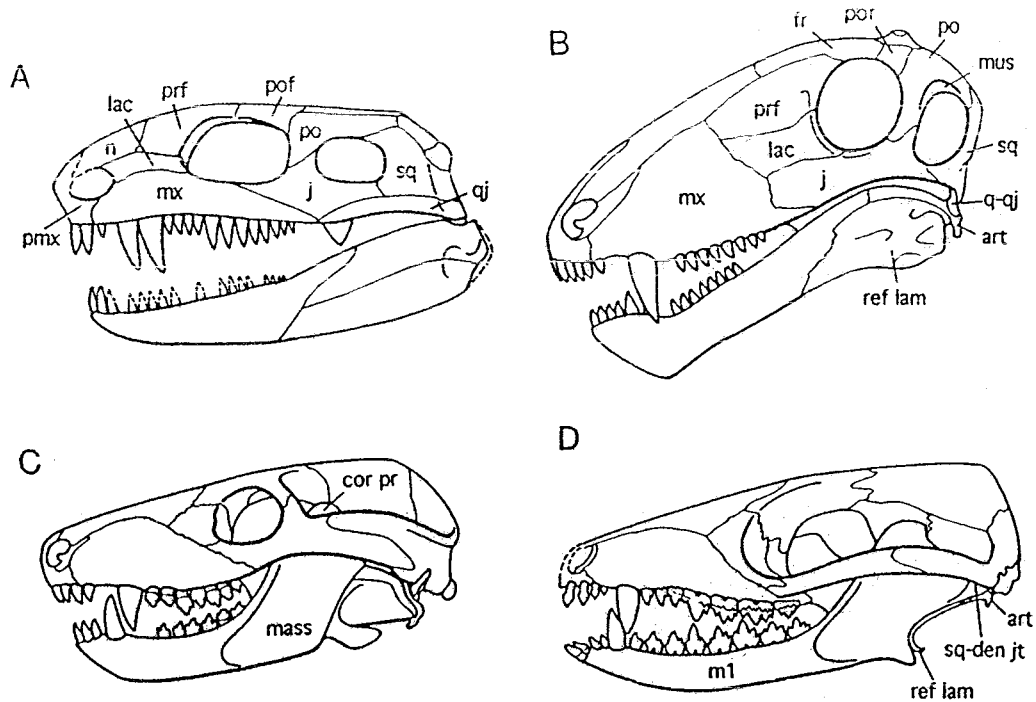 A
lac
prf
pof
n
po
sq
mx
j
qj
pmx
B
fr
por
po
mus
prf
lac
sq
mx
j
q-qj
art
ref lam
C
cor pr
mass
D
art
sq-den jt
m1
ref lam